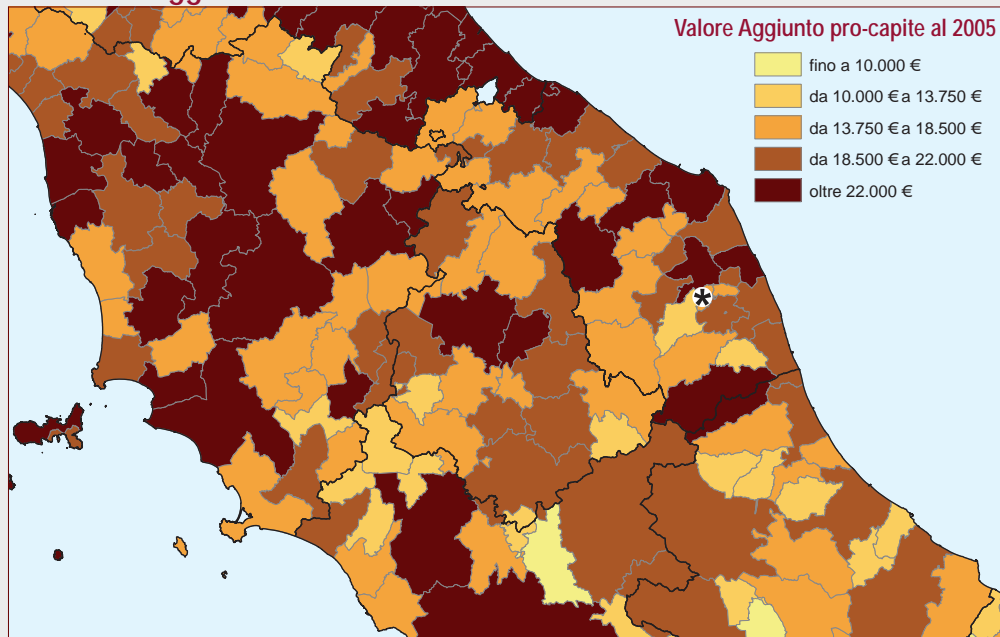 Valore Aggiunto pro-capite al 2005
fino a 10.000 €
da 10.000 € a 13.750 €
da 13.750 € a 18.500 €
da 18.500 € a 22.000 €
oltre 22.000 €